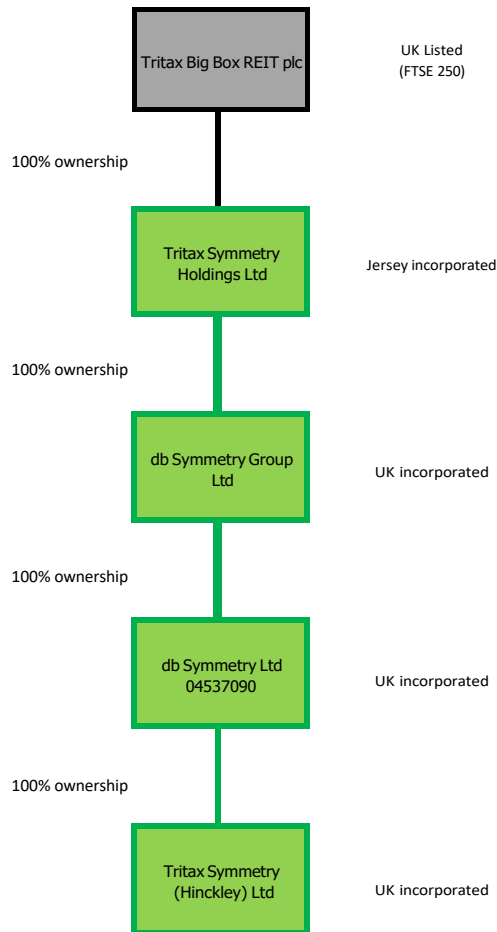 Tritax Big Box REIT plc
UK Listed
(FTSE 250)
100% ownership
Tritax Symmetry
Holdings Ltd
Jersey incorporated
100% ownership
db Symmetry Group
Ltd
UK incorporated
100% ownership
db Symmetry Ltd
04537090
UK incorporated
100% ownership
Tritax Symmetry
(Hinckley) Ltd
UK incorporated